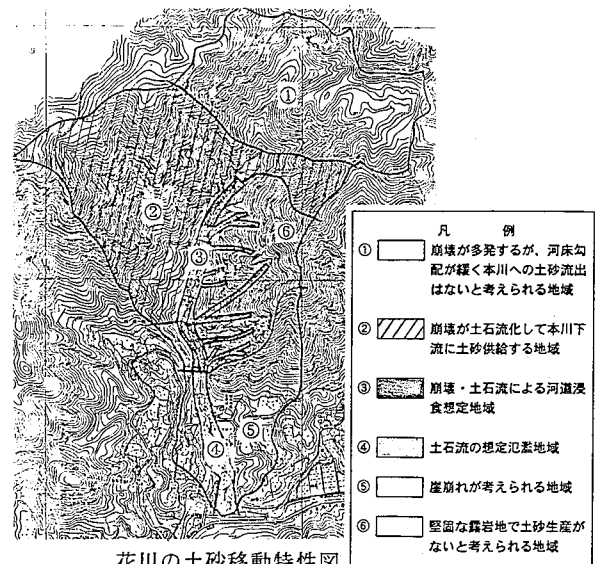 ①
②
⑥
③
⑤
④
凡 例
① 崩壊が多発するが、河床勾
配が緩く本川への土砂流出
はないと考えられる地域
② 崩壊が土石流化して本川下
流に土砂供給する地域
③ 崩壊・土石流による河道浸
食想定地域
④ 土石流の想定氾濫地域
⑤ 崖崩れが考えられる地域
⑥ 堅固な露岩地で土砂生産が
ないと考えられる地域
花川の土砂移動特性図